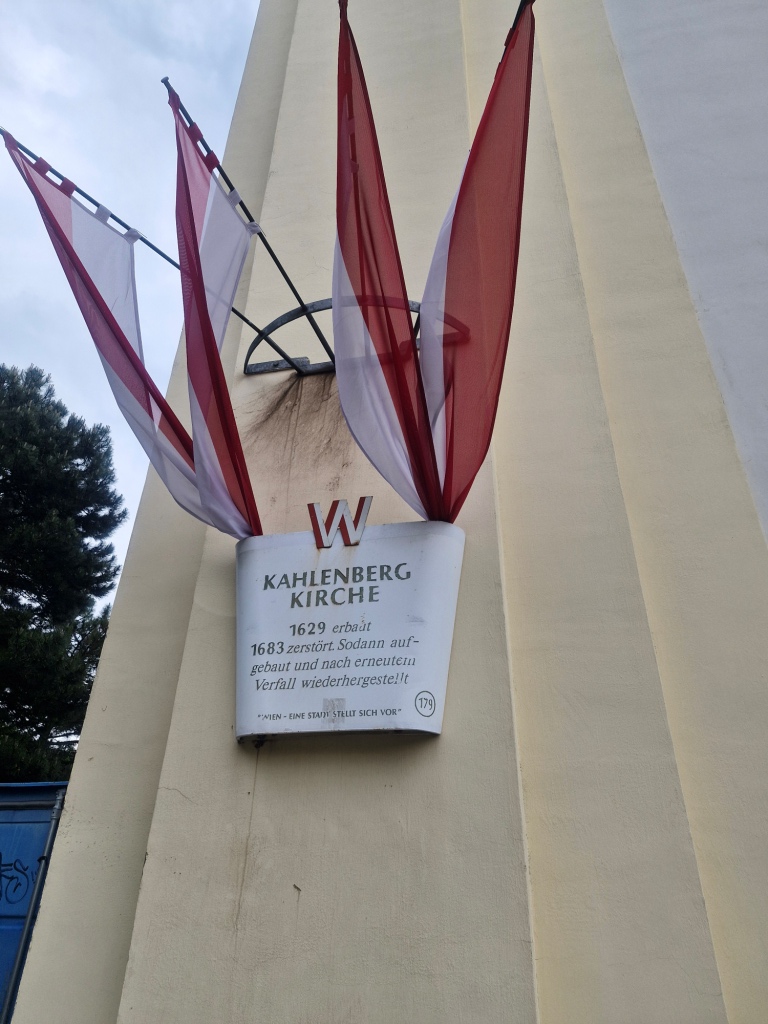 W
KAHLENBERG
KIRCHE
1629 erbaut
1683 zerstört. Sodann auf-
gebaut und nach erneutem
Verfall wiederhergestellt
"WIEN - EINE STADT STELLT SICH VOR"
179